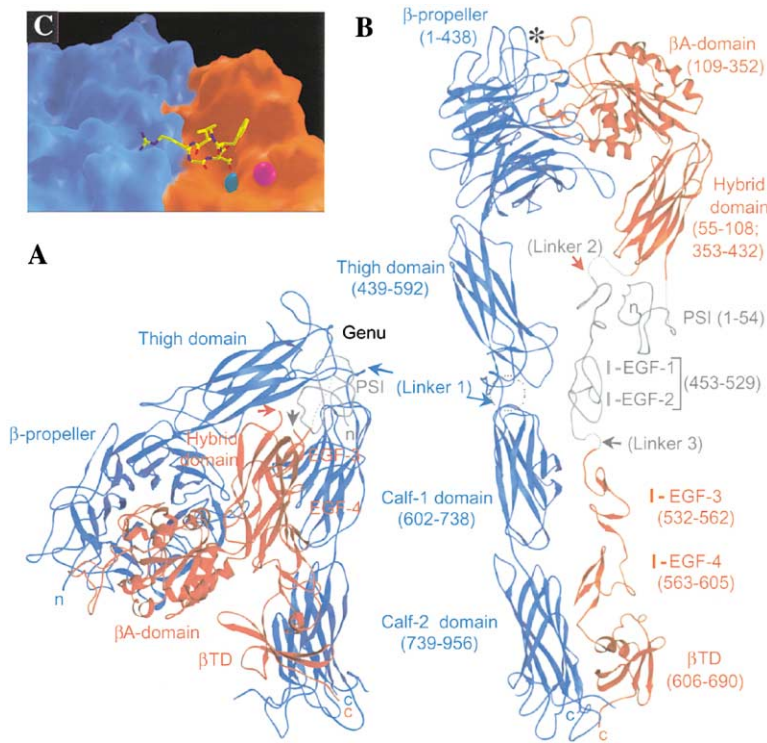 C
B
β-propeller
(1-438)
*
βA-domain
(109-352)
Hybrid
domain
(55-108;
353-432)
(Linker 2)
A
Thigh domain
(439-592)
n
PSI (1-54)
Thigh domain
Genu
I-EGF-1
I-EGF-2
(453-529)
PSI
(Linker 1)
β-propeller
Hybrid
domain
n
EGF-3
(Linker 3)
EGF-4
Calf-1 domain
(602-738)
I-EGF-3
(532-562)
I-EGF-4
(563-605)
n
βA-domain
Calf-2 domain
(739-956)
βTD
βTD
(606-690)
C
C
C
C